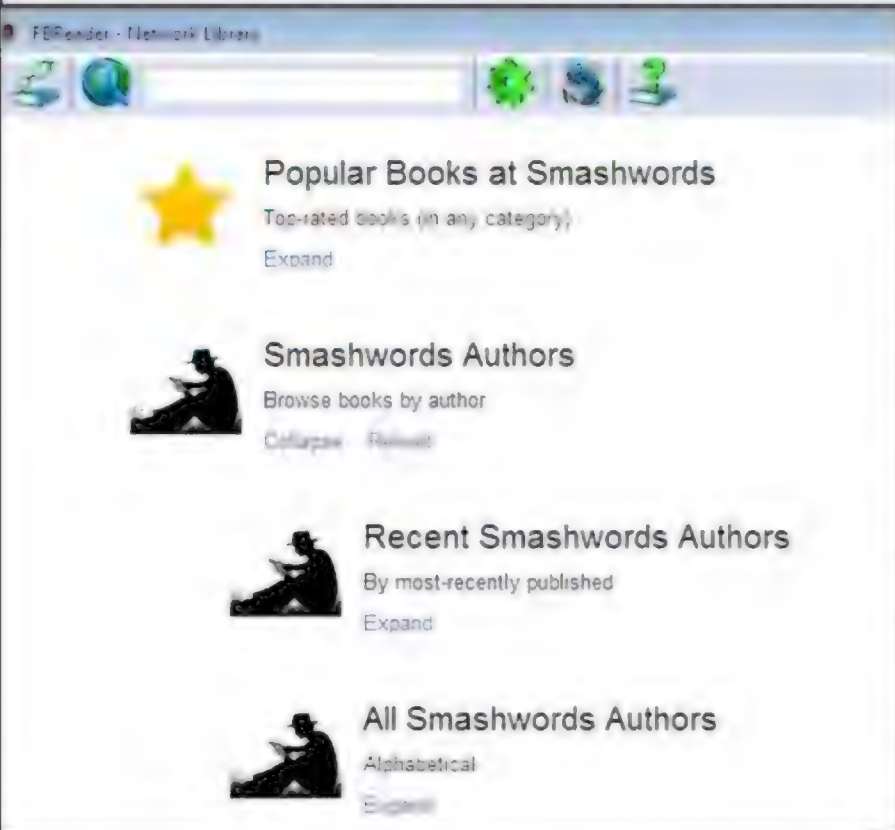 FBReader - Network Library
Popular Books at Smashwords
Top-rated books (in any category)
Expand
Smashwords Authors
Browse books by author
Collapse Reload
Recent Smashwords Authors
By most-recently published
Expand
All Smashwords Authors
Alphabetical
Expand